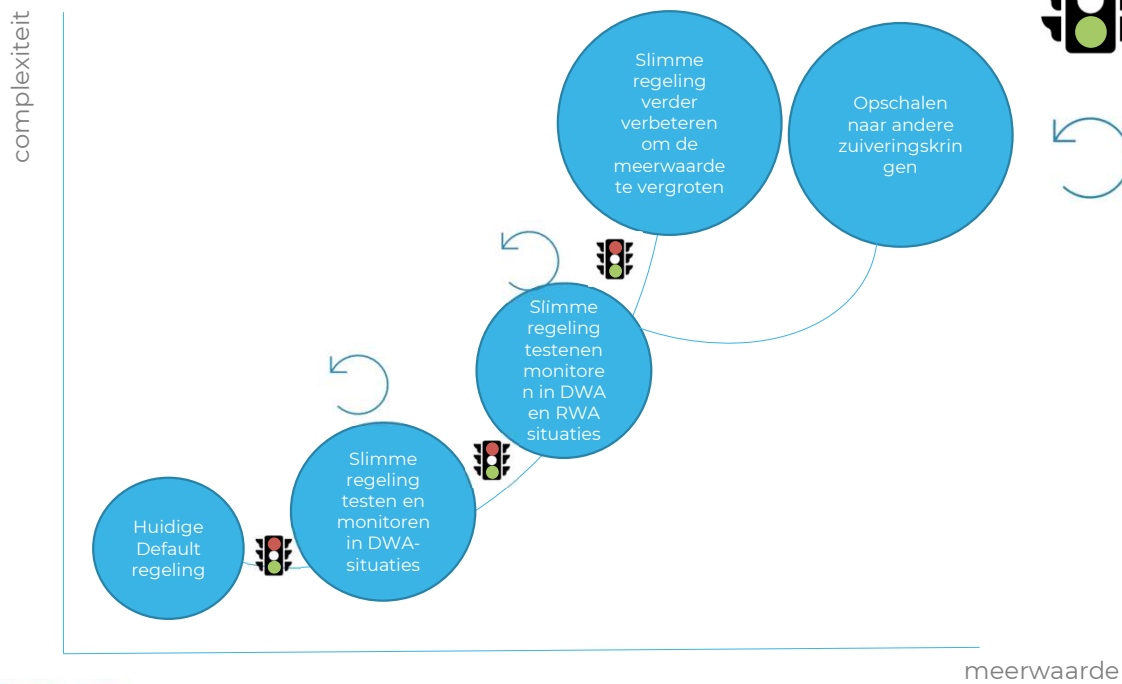 complexiteit
Slimme
regeling
verder
verbeteren
om de
meerwaarde
te vergroten
Opschalen
naar andere
zuiveringskrin
gen
Slimme
regeling
testenen
monitore
n in DWA
en RWA
situaties
Slimme
regeling
testen en
monitoren
in DWA-
situaties
Huidige
Default
regeling
meerwaarde